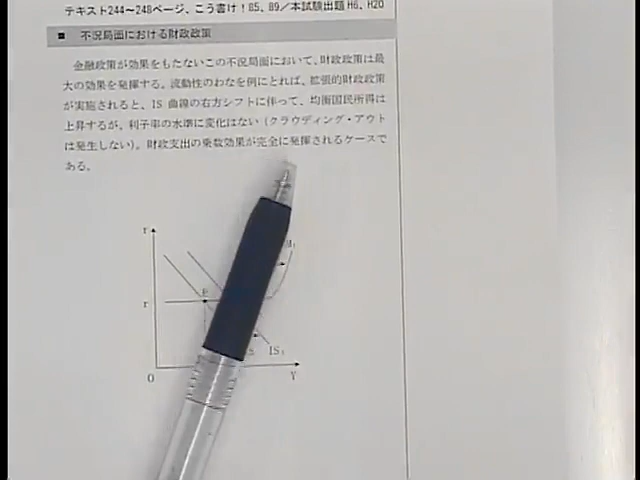 テキスト244〜248ページ、こう書け！85、89／本試験出題H6、H20
■ 不況局面における財政政策
金融政策が効果をもたないこの不況局面において、財政政策は最
大の効果を発揮する。流動性のわなを例にとれば、拡張的財政政策
が実施されると、IS 曲線の右方シフトに伴って、均衡国民所得は
上昇するが、利子率の水準に変化はない（クラウディング・アウト
は発生しない）。財政支出の乗数効果が完全に発揮されるケースで
ある。
r
r
IS₁
O
Y